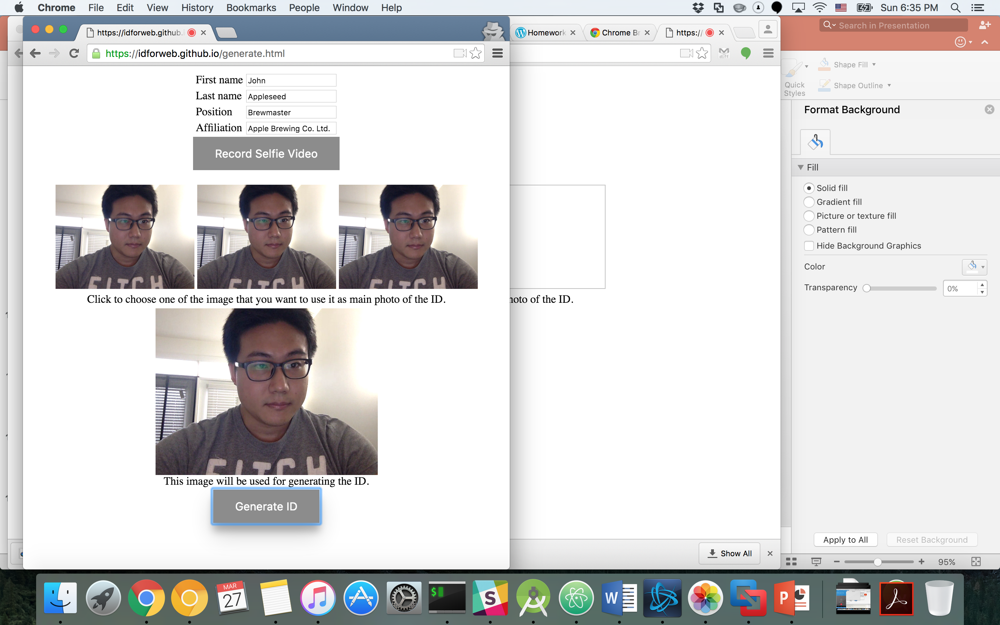 Chrome File Edit View History Bookmarks People Window Help Sun 6:35 PM
https://idforweb.github.i
Homework
Chrome Br
https://
Search in Presentation
https://idforweb.github.io/generate.html
diff
First name John
Last name Appleseed
Position Brewmaster
Affiliation Apple Brewing Co. Ltd.
Record Selfie Video
FITCH
FITCH
FITCH
Click to choose one of the image that you want to use it as main photo of the ID.
FITCH
This image will be used for generating the ID.
Generate ID
hoto of the ID.
Show All
Quick
Styles
Shape Fill
Shape Outline
Format Background
Fill
Solid fill
Gradient fill
Picture or texture fill
Pattern fill
Hide Background Graphics
Color
Transparency 0%
Apply to All Reset Background
95%
MAR
27
$
S
W
P